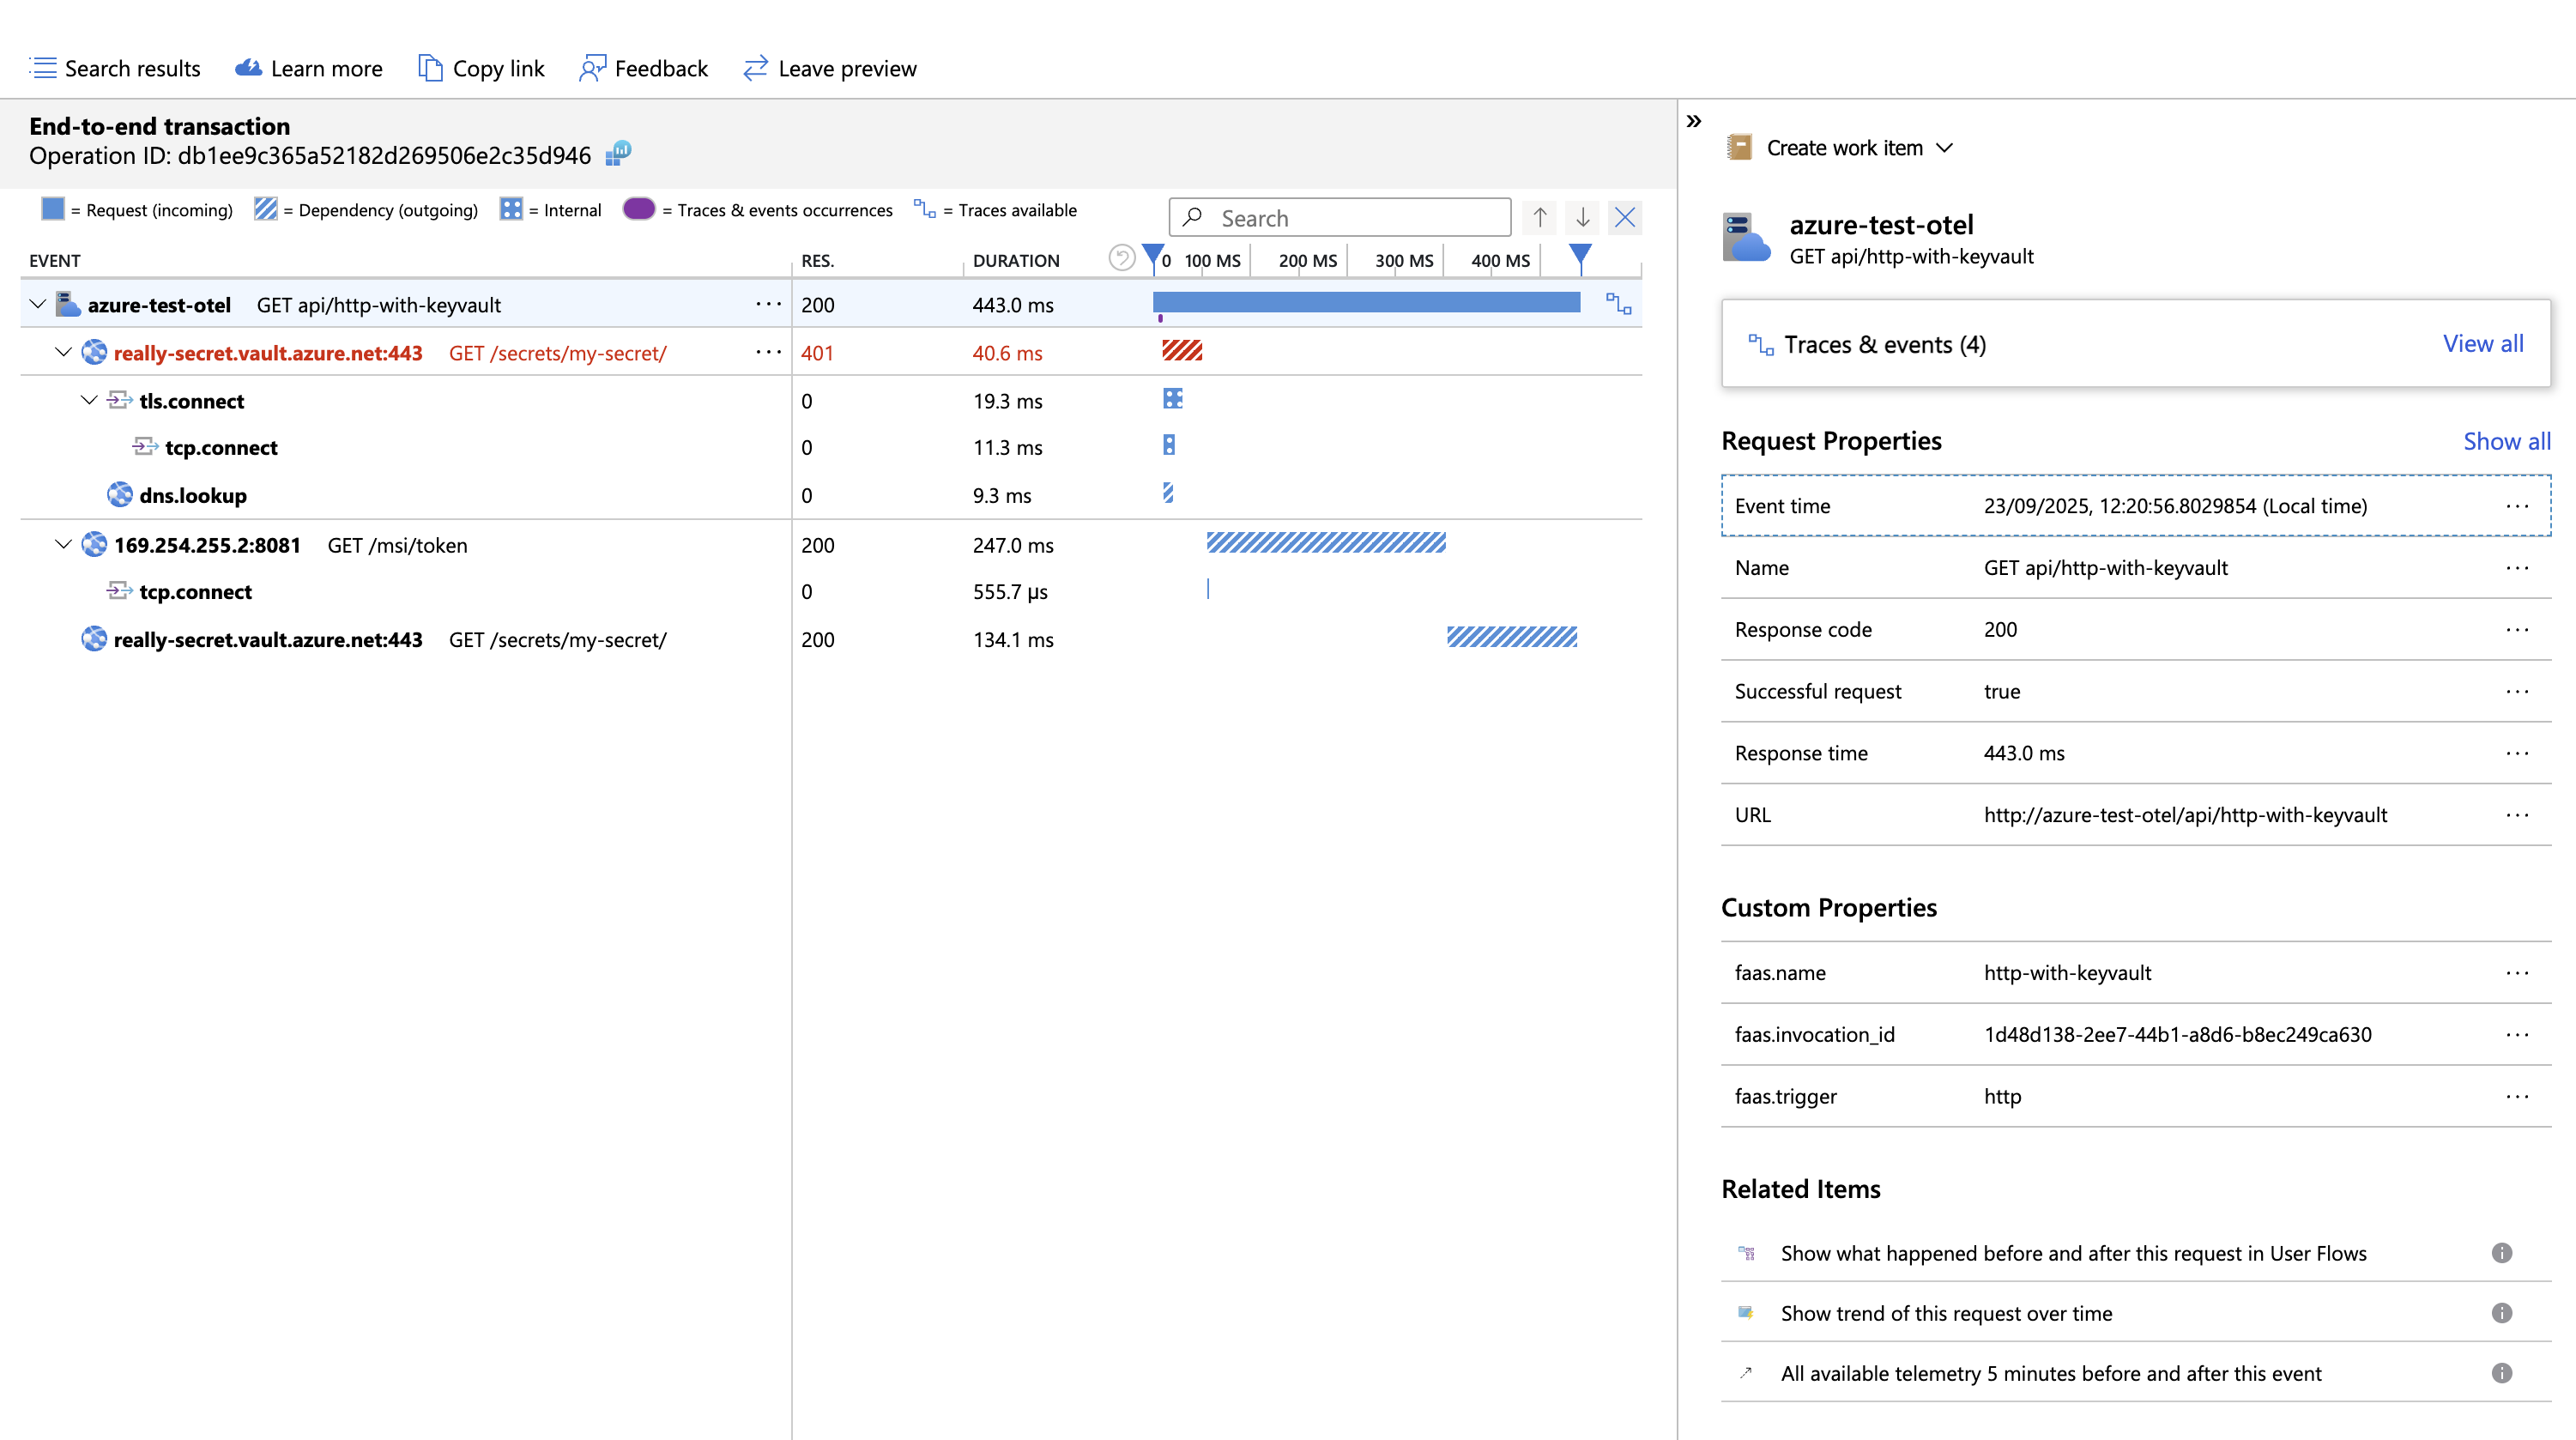 Search results Learn more Copy link Feedback Leave preview
End-to-end transaction
Operation ID: db1ee9c365a52182d269506e2c35d946
= Request (incoming) = Dependency (outgoing) = Internal = Traces & events occurrences = Traces available
Search
EVENT RES. DURATION 0 100 MS 200 MS 300 MS 400 MS
azure-test-otel GET api/http-with-keyvault ··· 200 443.0 ms
really-secret.vault.azure.net:443 GET /secrets/my-secret/ ··· 401 40.6 ms
tls.connect 0 19.3 ms
tcp.connect 0 11.3 ms
dns.lookup 0 9.3 ms
169.254.255.2:8081 GET /msi/token 200 247.0 ms
tcp.connect 0 555.7 µs
really-secret.vault.azure.net:443 GET /secrets/my-secret/ 200 134.1 ms
Create work item
azure-test-otel
GET api/http-with-keyvault
Traces & events (4) View all
Request Properties Show all
Event time 23/09/2025, 12:20:56.8029854 (Local time) ···
Name GET api/http-with-keyvault ···
Response code 200 ···
Successful request true ···
Response time 443.0 ms ···
URL http://azure-test-otel/api/http-with-keyvault ···
Custom Properties
faas.name http-with-keyvault ···
faas.invocation_id 1d48d138-2ee7-44b1-a8d6-b8ec249ca630 ···
faas.trigger http ···
Related Items
Show what happened before and after this request in User Flows
Show trend of this request over time
All available telemetry 5 minutes before and after this event